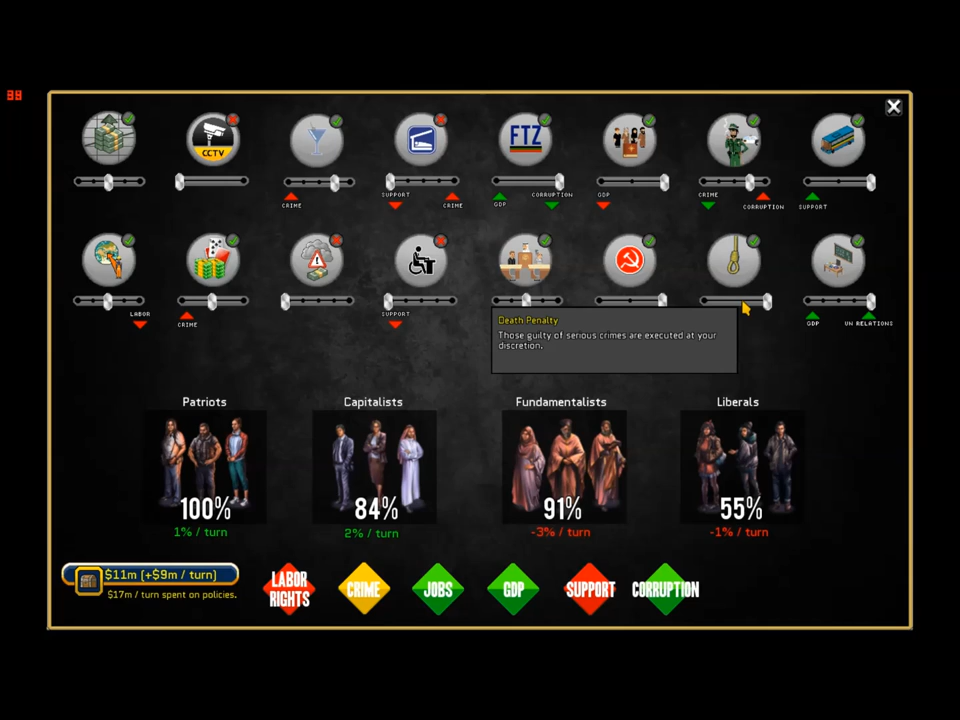 98
CCTV
FTZ
SUPPORT
CORRUPTION
GDP
CRIME
CRIME
CRIME
GDP
CORRUPTION
SUPPORT
LABOR
CRIME
SUPPORT
GDP
UN RELATIONS
Death Penalty
Those guilty of serious crimes are executed at your
discretion.
Patriots
Capitalists
Fundamentalists
Liberals
100%
84%
91%
55%
1% / turn
2% / turn
-3% / turn
-1% / turn
$11m (+$9m / turn)
$17m / turn spent on policies.
LABOR
RIGHTS
CRIME
JOBS
GDP
SUPPORT
CORRUPTION